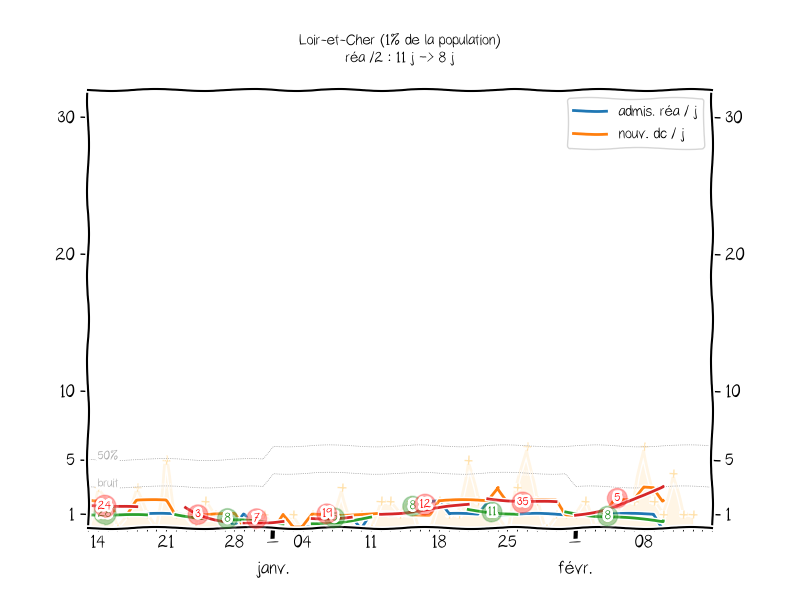 Loir-et-Cher (1% de la population)
réa /2 : 11 j -> 8 j
admis. réa / j
nouv. dc / j
30 30
20 20
10 10
5 5
1 1
50%
bruit
24 3 8 7 19 8 12 11 35 5 8
14 21 28 04 11 18 25 08
janv. févr.